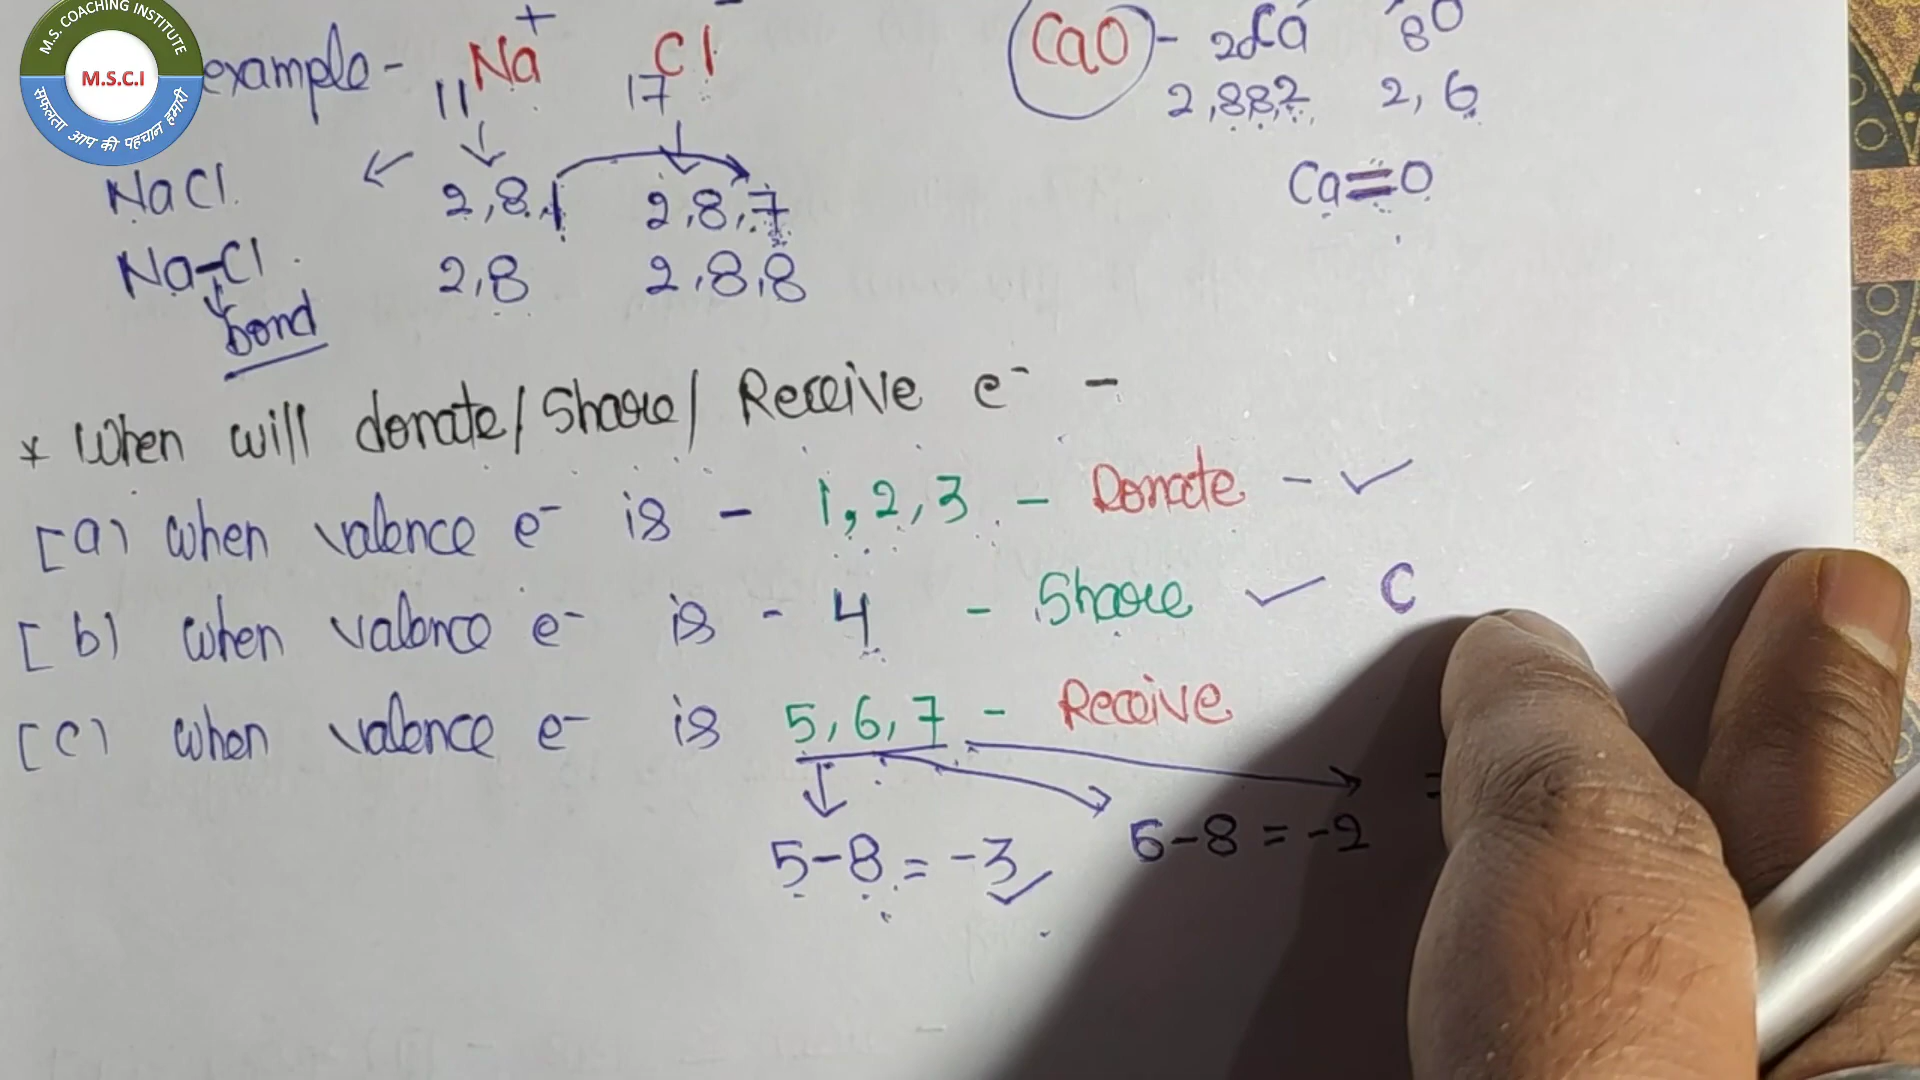 M.S. COACHING INSTITUTE
M.S.C.I
सफलता आप की पहचान हमारी
example - 11Na+ 17Cl-
NaCl 2,8,1 2,8,7
Na-Cl 2,8 2,8,8
bond
CaO - 20Ca 8O
2,8,8,2 2,6
Ca=O
* When will donate/Share/Receive e- -
[a) when valence e- is - 1,2,3 - Donate - ✓
[b) when valence e- is - 4 - Share ✓ C
[c) when valence e- is 5,6,7 - Receive
5-8 = -3 ✓ 6-8 = -2 =